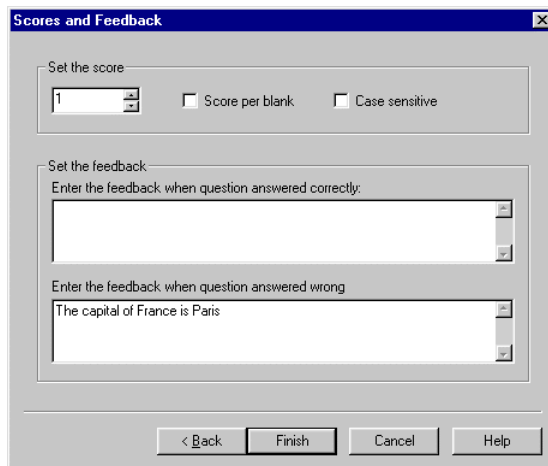 Scores and Feedback
Set the score
1
Score per blank
Case sensitive
Set the feedback
Enter the feedback when question answered correctly:
Enter the feedback when question answered wrong
The capital of France is Paris
< Back
Finish
Cancel
Help